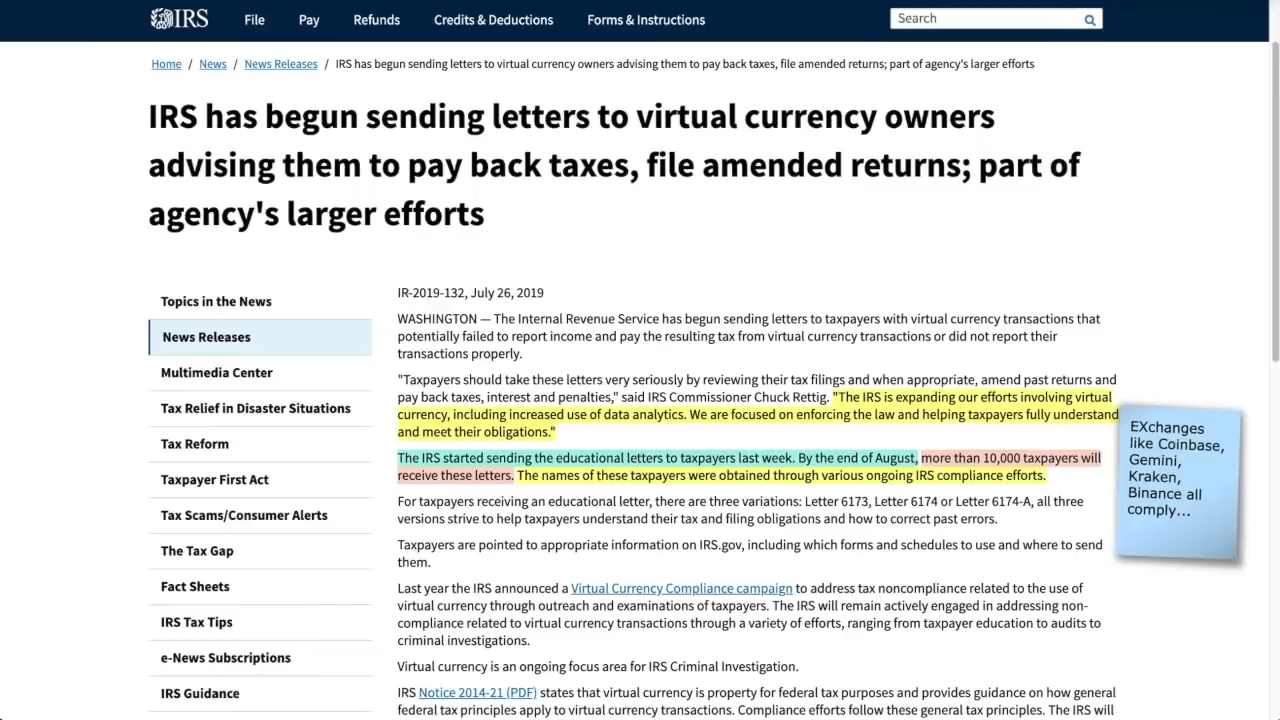 IRS
File
Pay
Refunds
Credits & Deductions
Forms & Instructions
Search
Home / News / News Releases / IRS has begun sending letters to virtual currency owners advising them to pay back taxes, file amended returns; part of agency's larger efforts
IRS has begun sending letters to virtual currency owners
advising them to pay back taxes, file amended returns; part of
agency's larger efforts
Topics in the News
News Releases
Multimedia Center
Tax Relief in Disaster Situations
Tax Reform
Taxpayer First Act
Tax Scams/Consumer Alerts
The Tax Gap
Fact Sheets
IRS Tax Tips
e-News Subscriptions
IRS Guidance
IR-2019-132, July 26, 2019
WASHINGTON — The Internal Revenue Service has begun sending letters to taxpayers with virtual currency transactions that
potentially failed to report income and pay the resulting tax from virtual currency transactions or did not report their
transactions properly.
"Taxpayers should take these letters very seriously by reviewing their tax filings and when appropriate, amend past returns and
pay back taxes, interest and penalties," said IRS Commissioner Chuck Rettig. "The IRS is expanding our efforts involving virtual
currency, including increased use of data analytics. We are focused on enforcing the law and helping taxpayers fully understand
and meet their obligations."
The IRS started sending the educational letters to taxpayers last week. By the end of August, more than 10,000 taxpayers will
receive these letters. The names of these taxpayers were obtained through various ongoing IRS compliance efforts.
For taxpayers receiving an educational letter, there are three variations: Letter 6173, Letter 6174 or Letter 6174-A, all three
versions strive to help taxpayers understand their tax and filing obligations and how to correct past errors.
Taxpayers are pointed to appropriate information on IRS.gov, including which forms and schedules to use and where to send
them.
Last year the IRS announced a Virtual Currency Compliance campaign to address tax noncompliance related to the use of
virtual currency through outreach and examinations of taxpayers. The IRS will remain actively engaged in addressing non-
compliance related to virtual currency transactions through a variety of efforts, ranging from taxpayer education to audits to
criminal investigations.
Virtual currency is an ongoing focus area for IRS Criminal Investigation.
IRS Notice 2014-21 (PDF) states that virtual currency is property for federal tax purposes and provides guidance on how general
federal tax principles apply to virtual currency transactions. Compliance efforts follow these general tax principles. The IRS will
EXchanges
like Coinbase,
Gemini,
Kraken,
Binance all
comply...